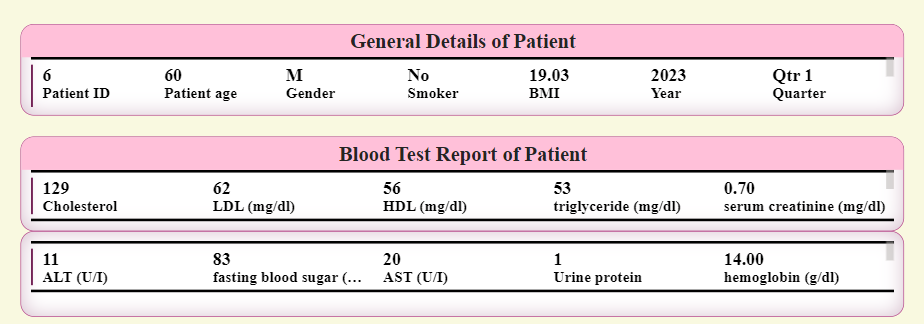 General Details of Patient
6 60 M No 19.03 2023 Qtr 1
Patient ID Patient age Gender Smoker BMI Year Quarter
Blood Test Report of Patient
129 62 56 53 0.70
Cholesterol LDL (mg/dl) HDL (mg/dl) triglyceride (mg/dl) serum creatinine (mg/dl)
11 83 20 1 14.00
ALT (U/I) fasting blood sugar (... AST (U/I) Urine protein hemoglobin (g/dl)